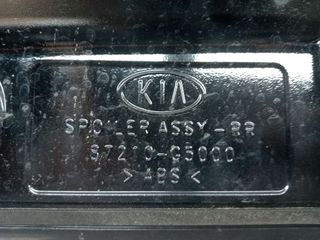 KIA
SPOILER ASSY-RR
87210-G5000
>ABS<